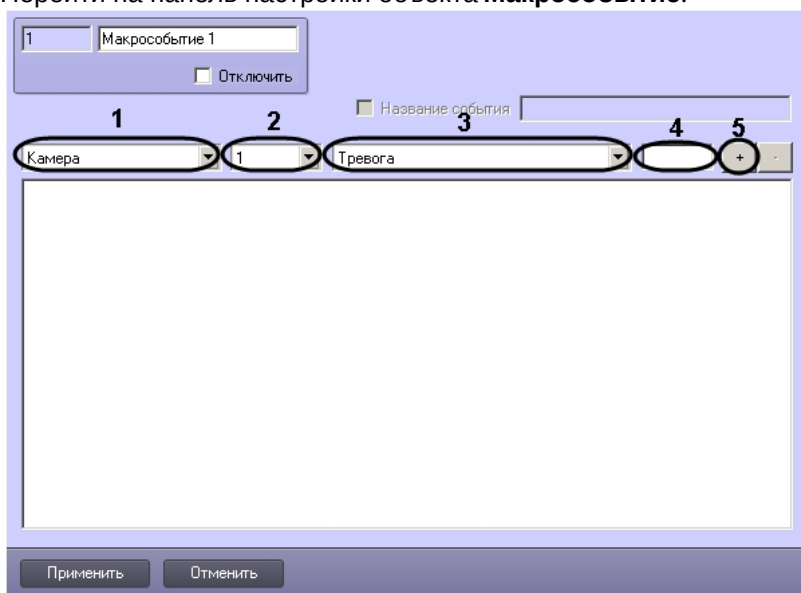 Перейти на панель настройки объекта Макрособытие.
1 Макрособытие 1
Отключить
Название события
1 2 3 4 5
Камера 1 Тревога + -
Применить Отменить